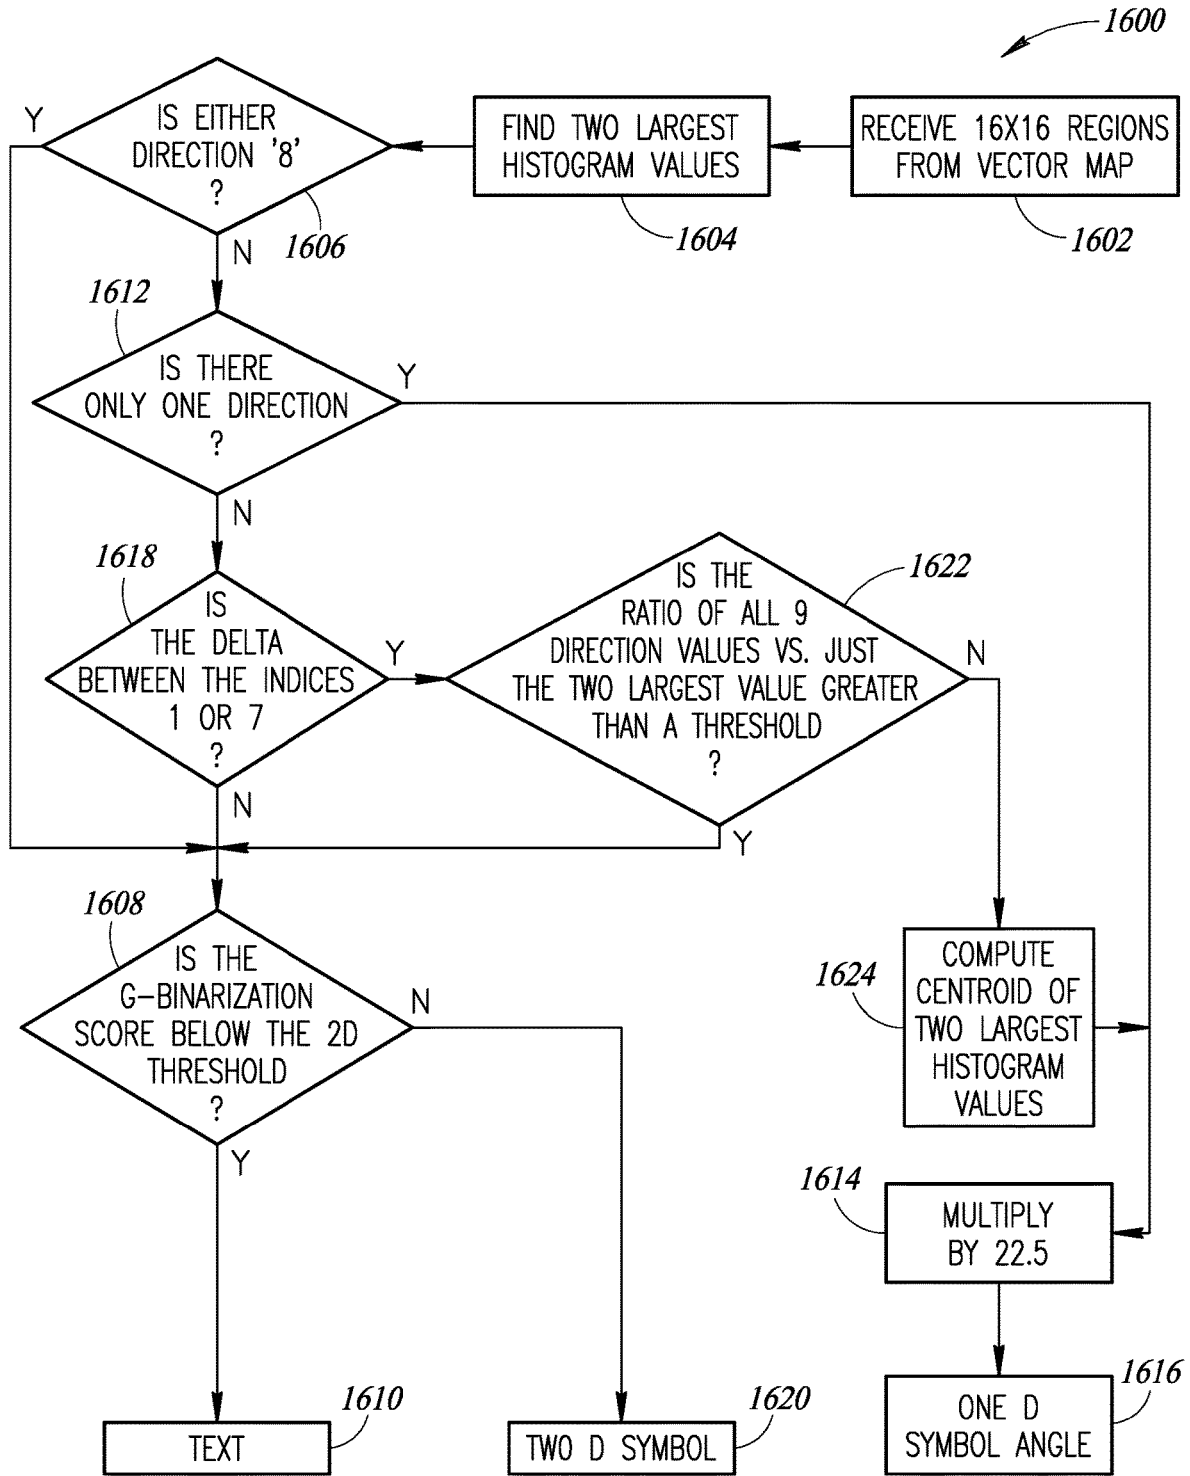 1600
RECEIVE 16X16 REGIONS
FROM VECTOR MAP
1602
FIND TWO LARGEST
HISTOGRAM VALUES
1604
IS EITHER
DIRECTION '8'
?
1606
Y
N
1612
IS THERE
ONLY ONE DIRECTION
?
Y
N
1618
IS
THE DELTA
BETWEEN THE INDICES
1 OR 7
?
Y
N
1622
IS THE
RATIO OF ALL 9
DIRECTION VALUES VS. JUST
THE TWO LARGEST VALUE GREATER
THAN A THRESHOLD
?
N
Y
1608
IS THE
G-BINARIZATION
SCORE BELOW THE 2D
THRESHOLD
?
N
Y
1624
COMPUTE
CENTROID OF
TWO LARGEST
HISTOGRAM
VALUES
1614
MULTIPLY
BY 22.5
1610
TEXT
1620
TWO D SYMBOL
1616
ONE D
SYMBOL ANGLE